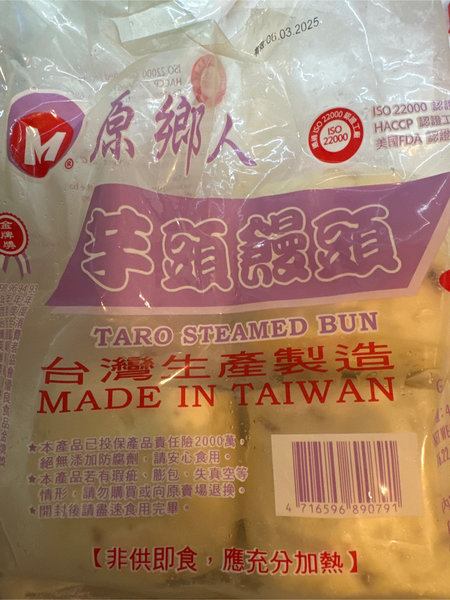 06.03.2025
M®
原鄉人
ISO 22000
HACCP
ISO
22000
ISO 22000 認證
HACCP 認證工
美國FDA 認證
金牌獎
芋頭饅頭
TARO STEAMED BUN
台灣生產製造
MADE IN TAIWAN
★本產品已投保產品責任險2000萬,
絕無添加防腐劑,請安心食用。
★本產品若有瑕疵、膨包、失真空等
情形,請勿購買或向原賣場退換。
★開封後請盡速食用完畢。
4 716596 890791
【非供即食,應充分加熱】